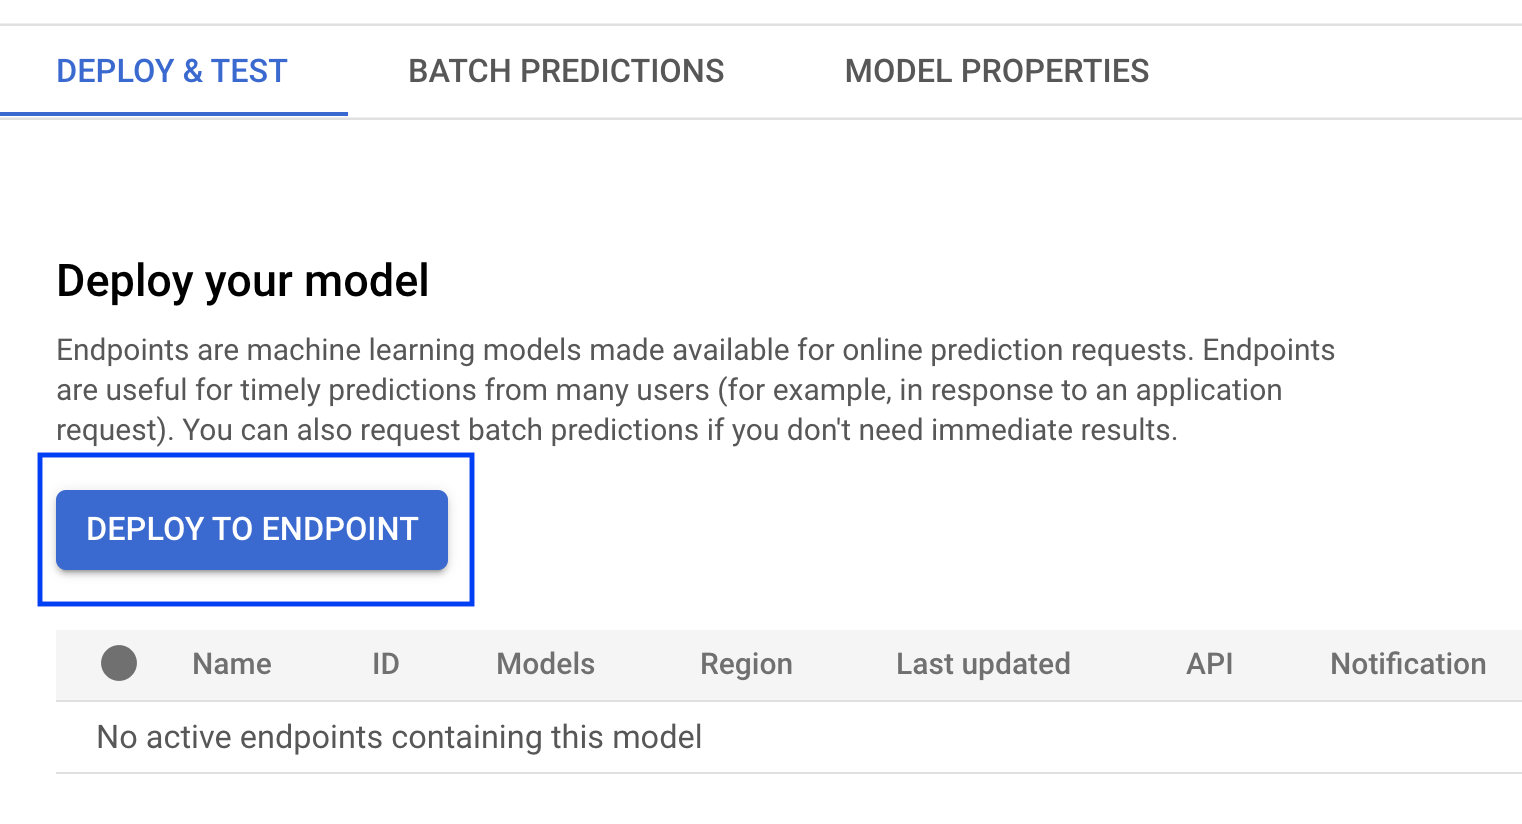 DEPLOY & TEST BATCH PREDICTIONS MODEL PROPERTIES
Deploy your model
Endpoints are machine learning models made available for online prediction requests. Endpoints
are useful for timely predictions from many users (for example, in response to an application
request). You can also request batch predictions if you don't need immediate results.
DEPLOY TO ENDPOINT
Name ID Models Region Last updated API Notification
No active endpoints containing this model